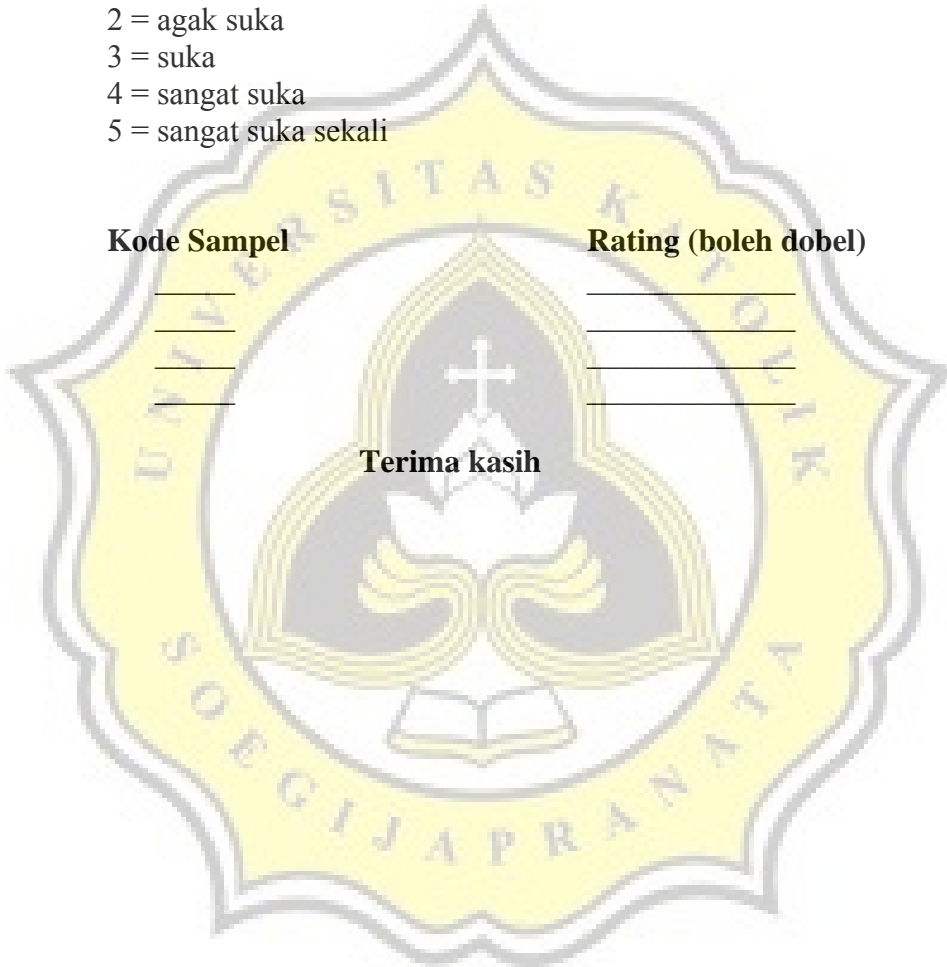 2 = agak suka
3 = suka
4 = sangat suka
5 = sangat suka sekali
Kode Sampel Rating (boleh dobel)
Terima kasih
UNIVERSITAS KATOLIK
SOEGIJAPRANATA